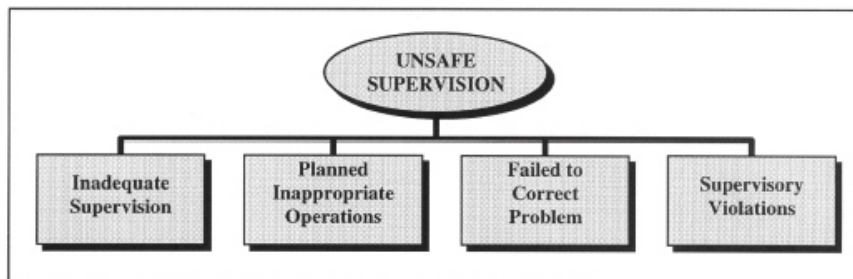 UNSAFE
SUPERVISION
Inadequate
Supervision
Planned
Inappropriate
Operations
Failed to
Correct
Problem
Supervisory
Violations